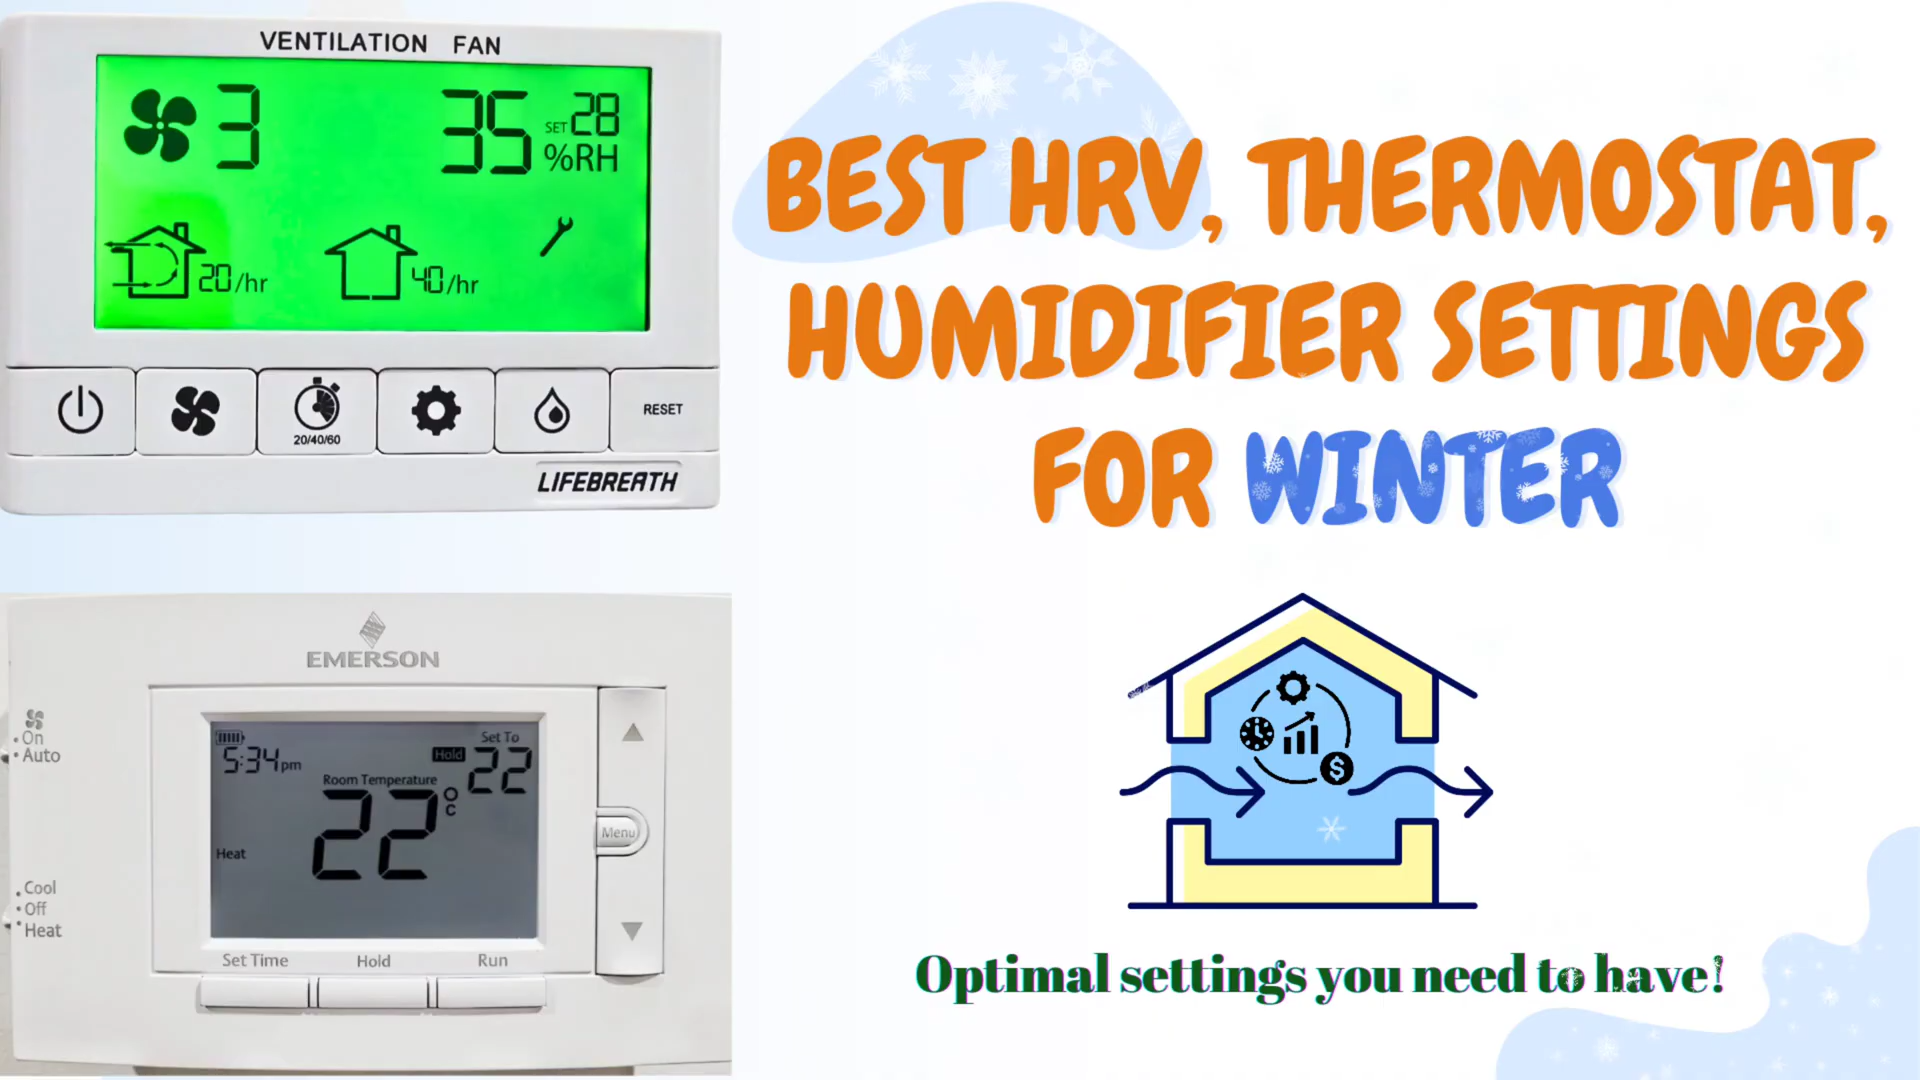 VENTILATION FAN
3
35
SET 28
%RH
20/hr
40/hr
20/40/60
RESET
LIFEBREATH
BEST HRV, THERMOSTAT,
HUMIDIFIER SETTINGS
FOR WINTER
EMERSON
On
Auto
Cool
Off
Heat
5:34pm
Hold
Set To
22
Room Temperature
22°C
Heat
Menu
Set Time
Hold
Run
$
Optimal settings you need to have!